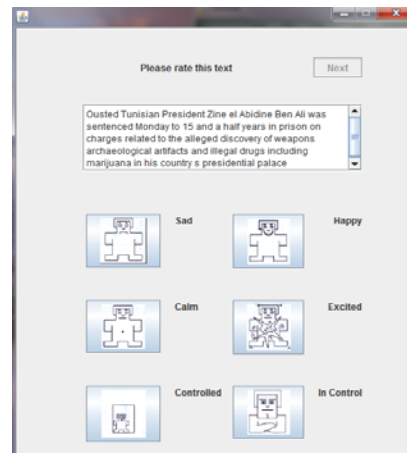 Please rate this text
Next
Ousted Tunisian President Zine el Abidine Ben Ali was
sentenced Monday to 15 and a half years in prison on
charges related to the alleged discovery of weapons
archaeological artifacts and illegal drugs including
marijuana in his country s presidential palace
Sad
Happy
Calm
Excited
Controlled
In Control